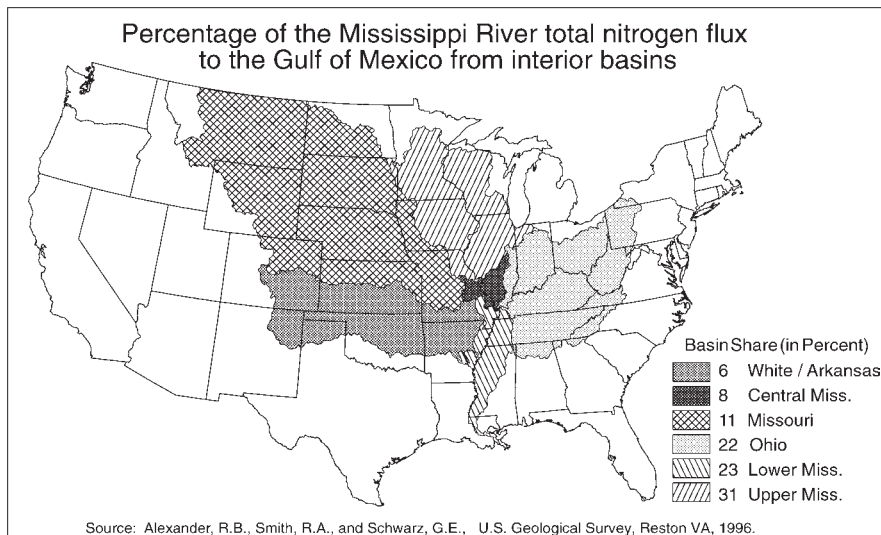 Percentage of the Mississippi River total nitrogen flux
to the Gulf of Mexico from interior basins
Basin Share (in Percent)
6 White / Arkansas
8 Central Miss.
11 Missouri
22 Ohio
23 Lower Miss.
31 Upper Miss.
Source: Alexander, R.B., Smith, R.A., and Schwarz, G.E., U.S. Geological Survey, Reston VA, 1996.